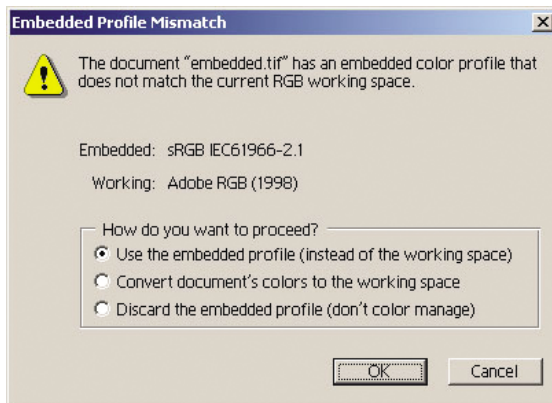 Embedded Profile Mismatch
The document "embedded.tif" has an embedded color profile that
does not match the current RGB working space.
Embedded: sRGB IEC61966-2.1
Working: Adobe RGB (1998)
How do you want to proceed?
Use the embedded profile (instead of the working space)
Convert document's colors to the working space
Discard the embedded profile (don't color manage)
OK Cancel